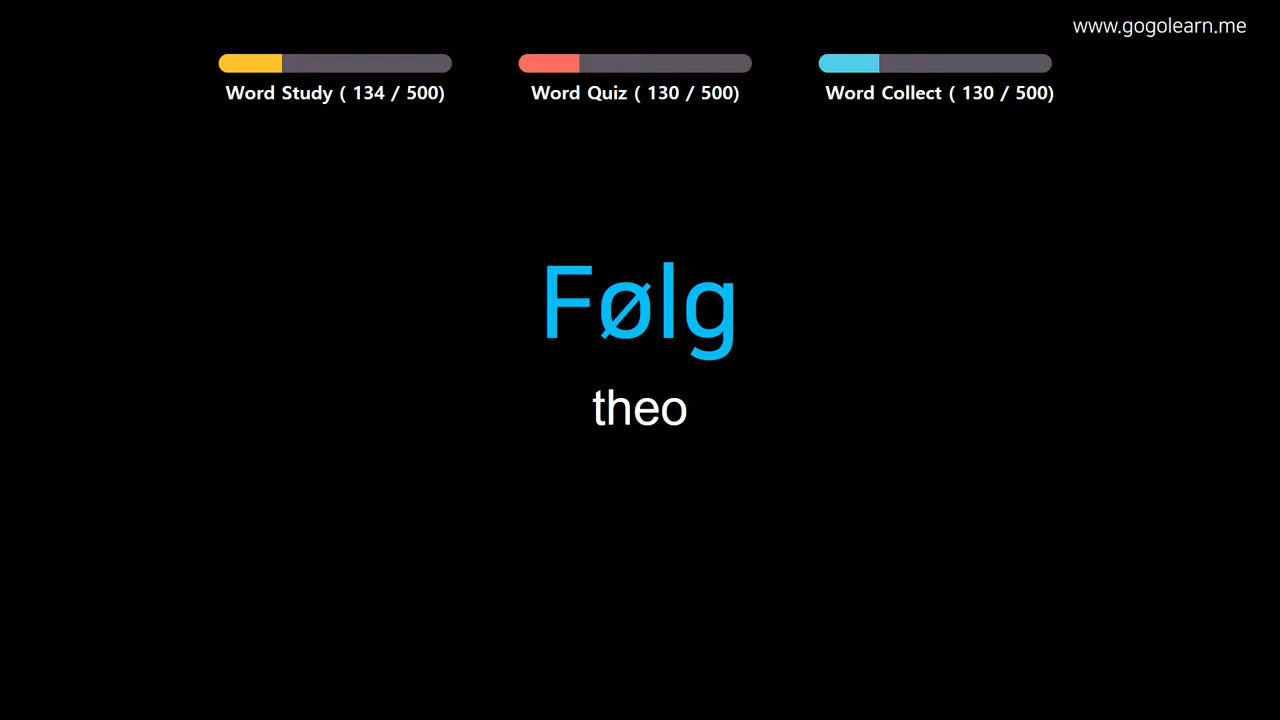 www.gogolearn.me
Word Study ( 134 / 500)
Word Quiz ( 130 / 500)
Word Collect ( 130 / 500)
Følg
theo